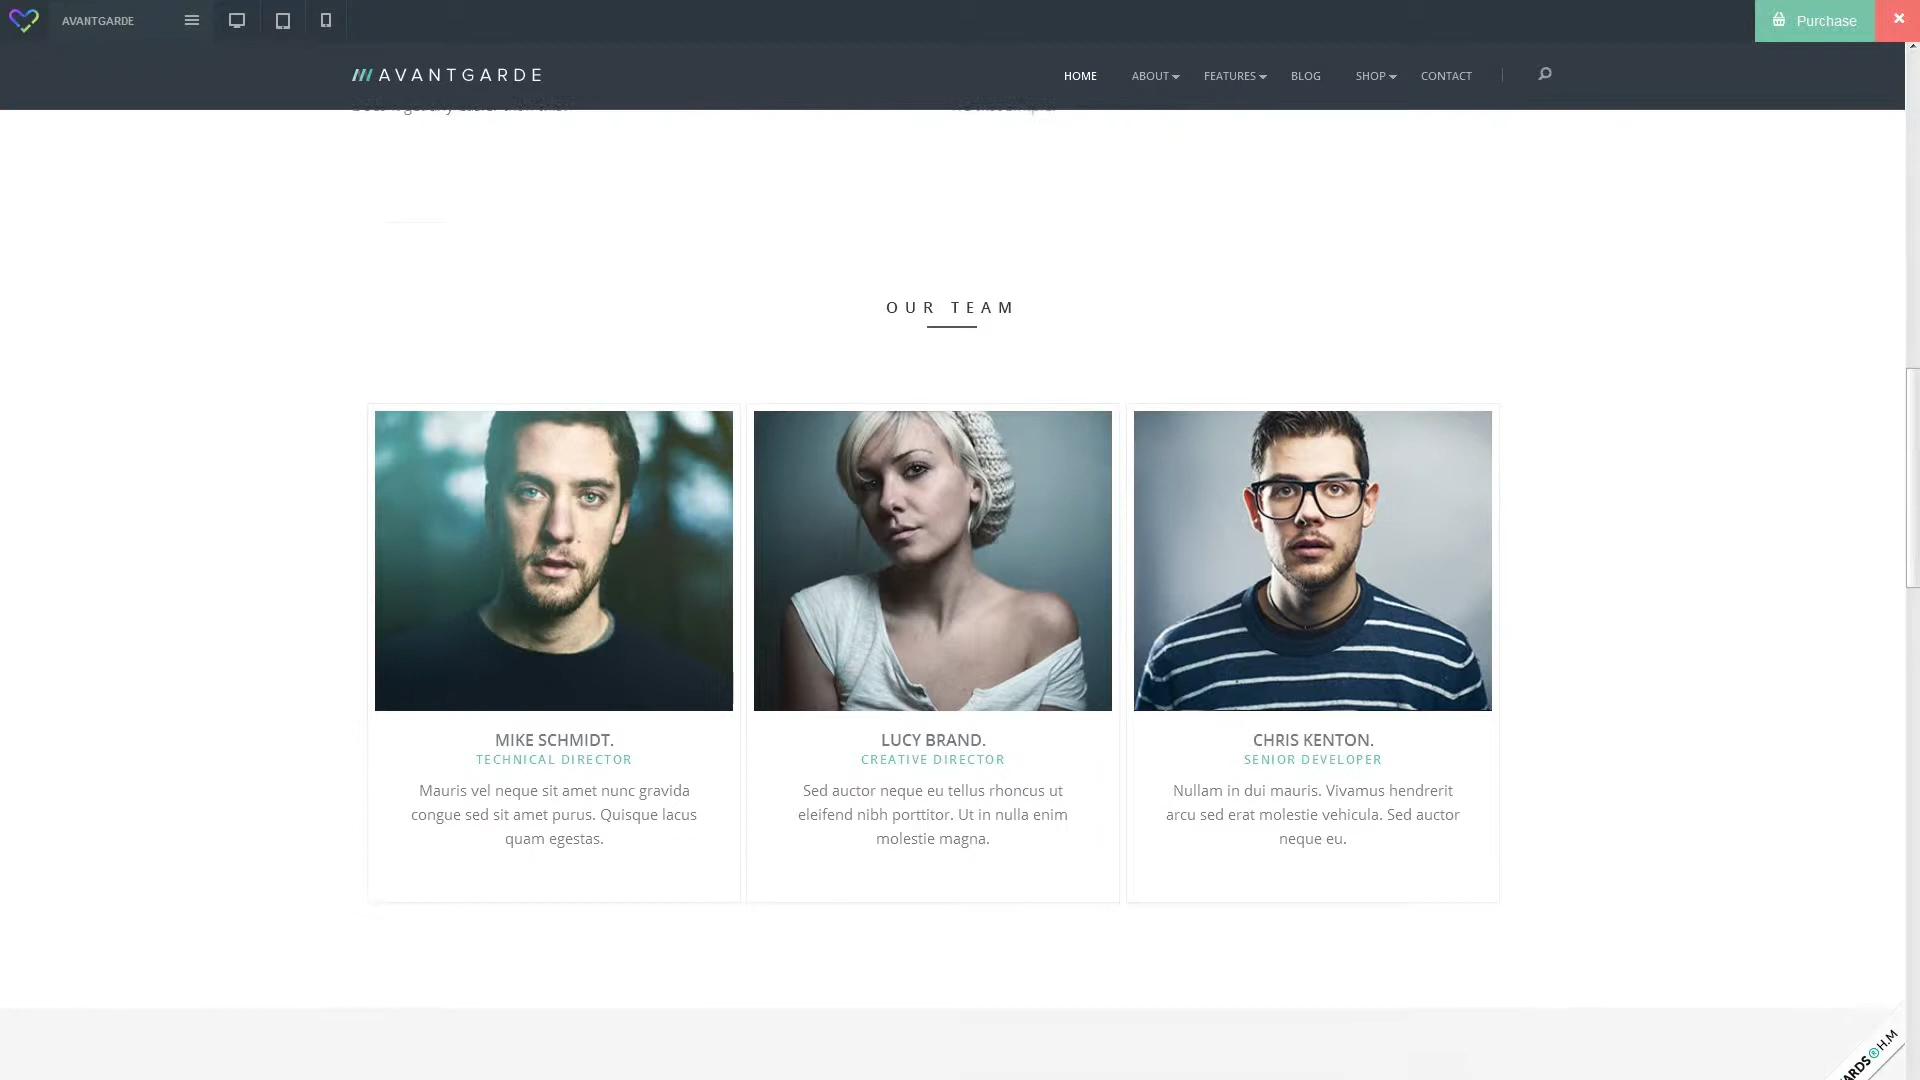 AVANTGARDE
Purchase
AVANTGARDE
HOME
ABOUT
FEATURES
BLOG
SHOP
CONTACT
OUR TEAM
MIKE SCHMIDT.
TECHNICAL DIRECTOR
Mauris vel neque sit amet nunc gravida
congue sed sit amet purus. Quisque lacus
quam egestas.
LUCY BRAND.
CREATIVE DIRECTOR
Sed auctor neque eu tellus rhoncus ut
eleifend nibh porttitor. Ut in nulla enim
molestie magna.
CHRIS KENTON.
SENIOR DEVELOPER
Nullam in dui mauris. Vivamus hendrerit
arcu sed erat molestie vehicula. Sed auctor
neque eu.
ARDS®H,M